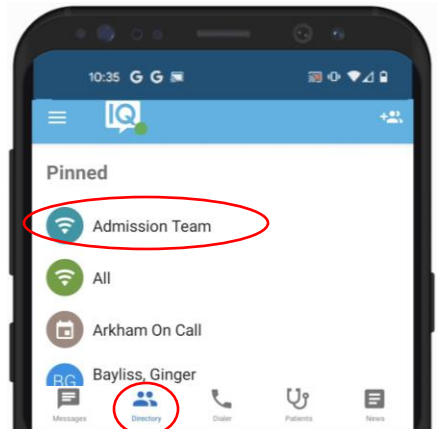 10:35 G G
IQ
Pinned
Admission Team
All
Arkham On Call
Bayliss, Ginger
BG
Messages Directory Dialer Patients News